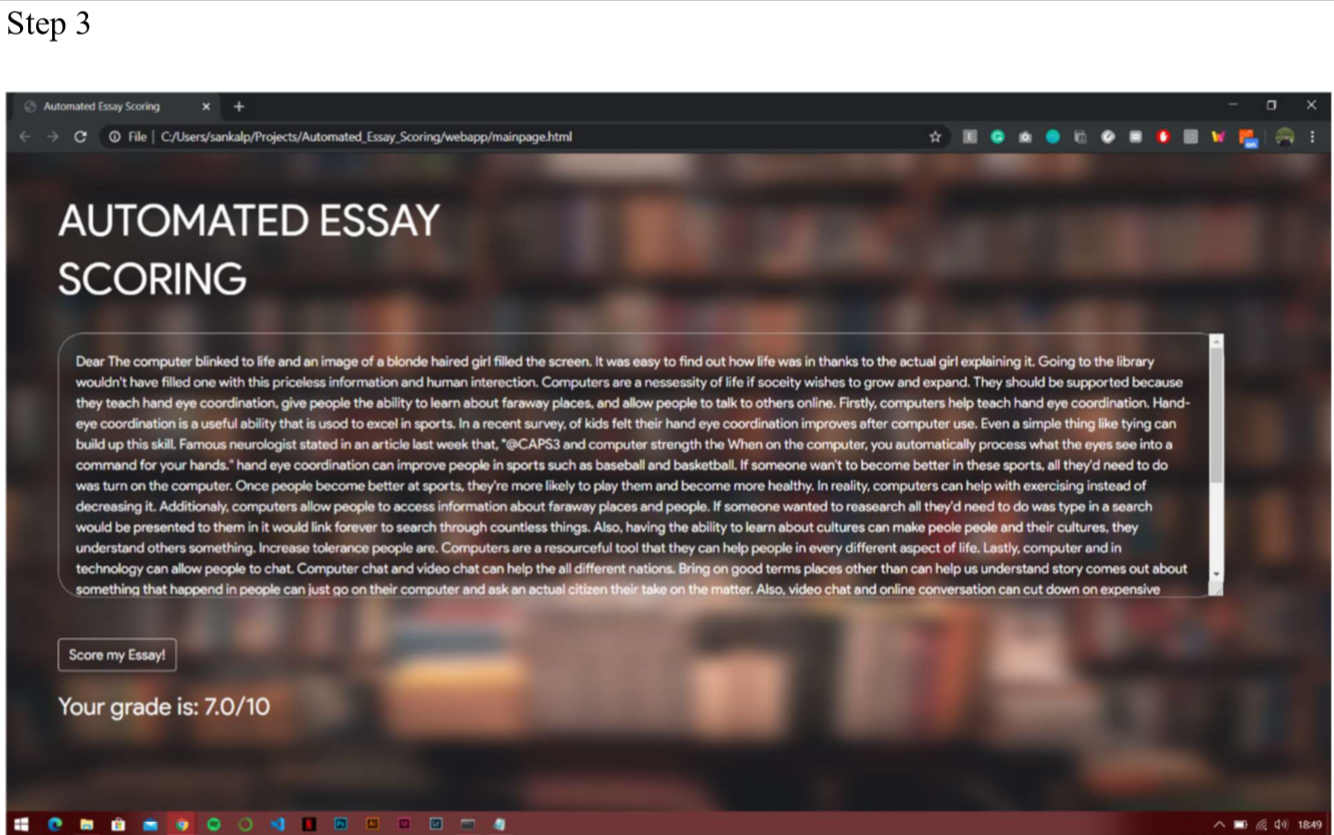 Step 3
Automated Essay Scoring
File | C:/Users/sankalp/Projects/Automated_Essay_Scoring/webapp/mainpage.html
AUTOMATED ESSAY
SCORING
Dear The computer blinked to life and an image of a blonde haired girl filled the screen. It was easy to find out how life was in thanks to the actual girl explaining it. Going to the library
wouldn't have filled one with this priceless information and human interection. Computers are a nessessity of life if soceity wishes to grow and expand. They should be supported because
they teach hand eye coordination, give people the ability to learn about faraway places, and allow people to talk to others online. Firstly, computers help teach hand eye coordination. Hand-
eye coordination is a useful ability that is usod to excel in sports. In a recent survey, of kids felt their hand eye coordination improves after computer use. Even a simple thing like tying can
build up this skill. Famous neurologist stated in an article last week that, "@CAPS3 and computer strength the When on the computer, you automatically process what the eyes see into a
command for your hands." hand eye coordination can improve people in sports such as baseball and basketball. If someone wan't to become better in these sports, all they'd need to do
was turn on the computer. Once people become better at sports, they're more likely to play them and become more healthy. In reality, computers can help with exercising instead of
decreasing it. Additionaly, computers allow people to access information about faraway places and people. If someone wanted to reasearch all they'd need to do was type in a search
would be presented to them in it would link forever to search through countless things. Also, having the ability to learn about cultures can make peole peole and their cultures, they
understand others something. Increase tolerance people are. Computers are a resourceful tool that they can help people in every different aspect of life. Lastly, computer and in
technology can allow people to chat. Computer chat and video chat can help the all different nations. Bring on good terms places other than can help us understand story comes out about
something that happend in people can just go on their computer and ask an actual citizen their take on the matter. Also, video chat and online conversation can cut down on expensive
Score my Essay!
Your grade is: 7.0/10
18:49